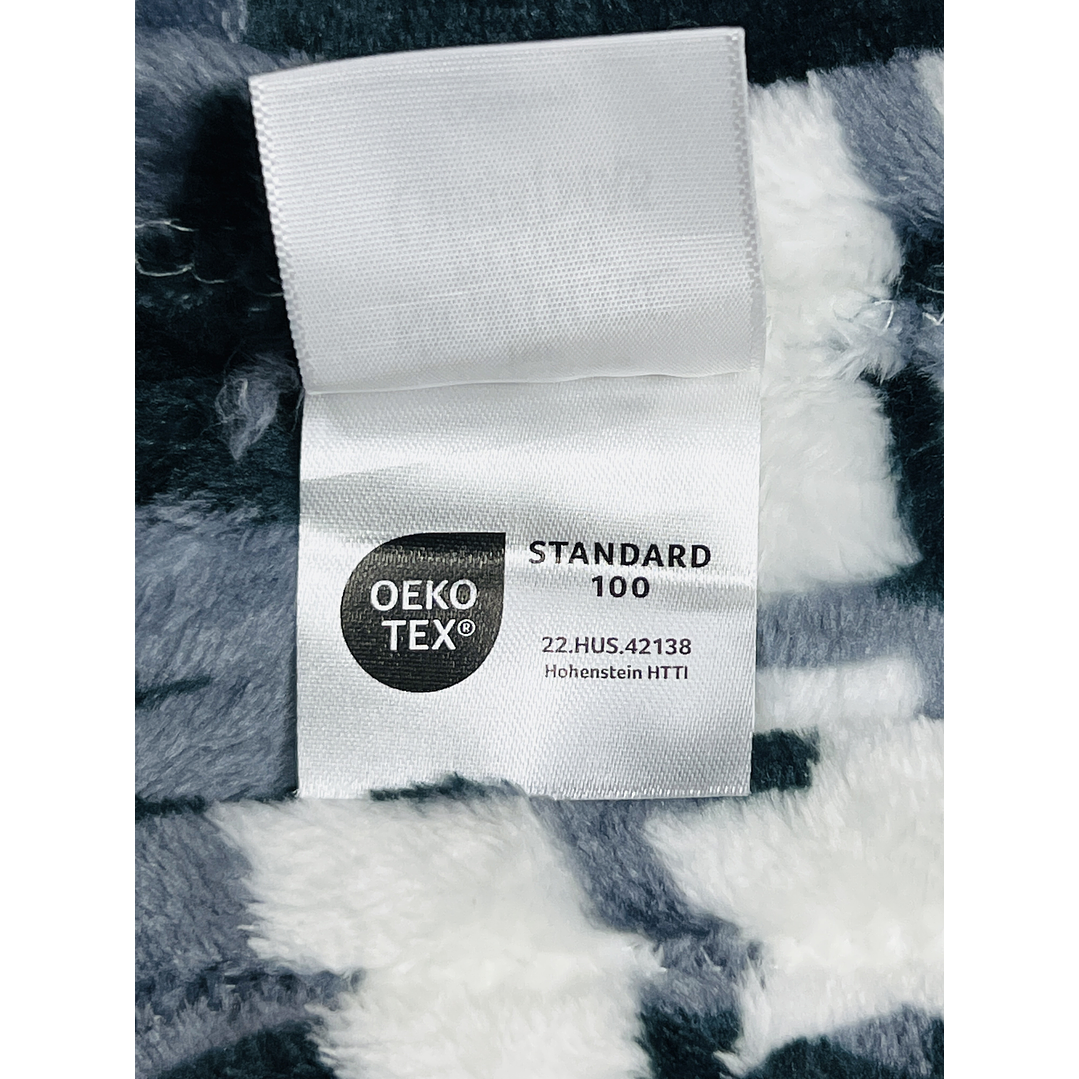 OEKO
TEX®
STANDARD
100
22.HUS.42138
Hohenstein HTTI